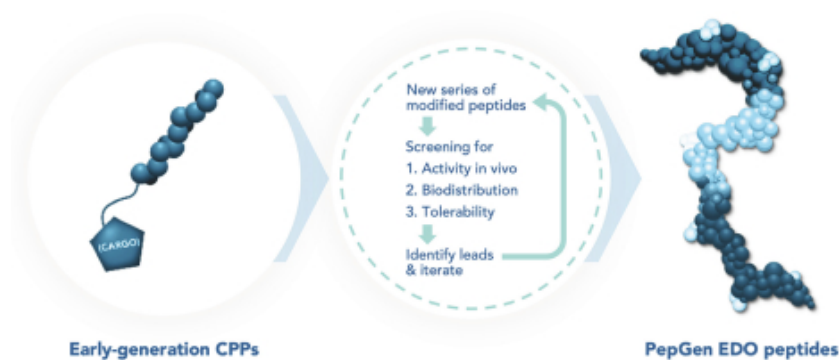 (CARGO)
Early-generation CPPs
New series of
modified peptides
Screening for
1. Activity in vivo
2. Biodistribution
3. Tolerability
Identify leads
& iterate
PepGen EDO peptides